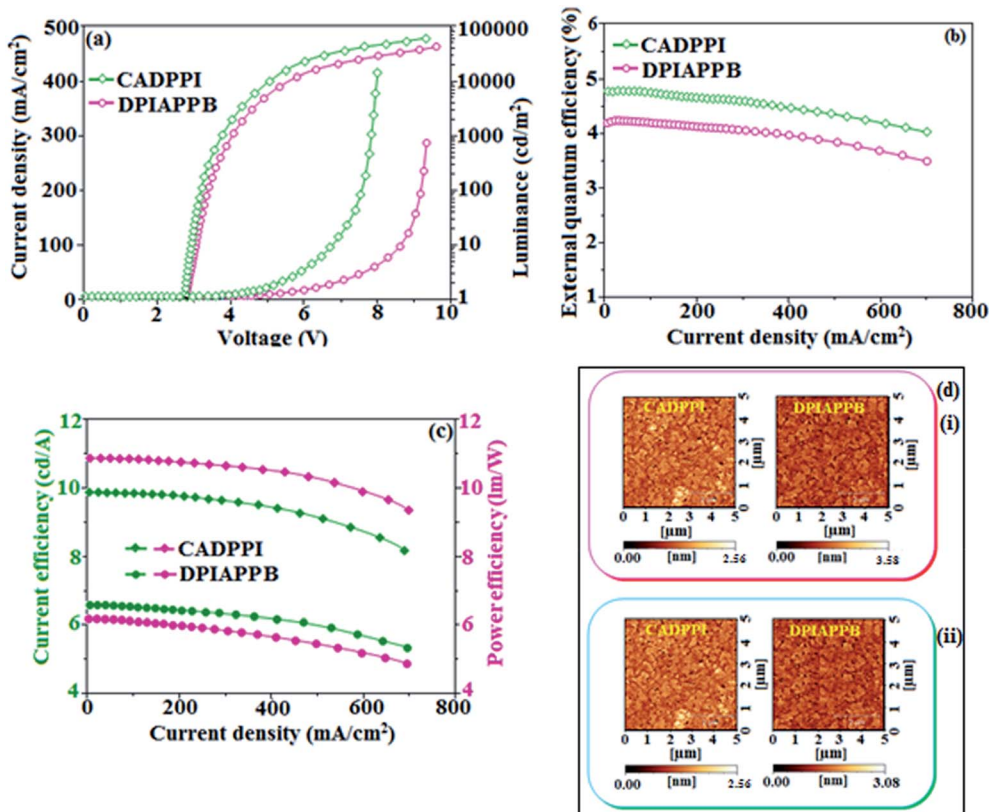 (a)
500
400
300
200
100
0
Current density (mA/cm²)
CADPPI
DPIAPPB
100000
10000
1000
100
10
1
Luminance (cd/m²)
0 2 4 6 8 10
Voltage (V)
(b)
6
5
4
3
2
1
External quantum efficiency (%)
CADPPI
DPIAPPB
0 200 400 600 800
Current density (mA/cm²)
(c)
12
10
8
6
4
Current efficiency (cd/A)
CADPPI
DPIAPPB
12
10
8
6
4
Power efficiency (lm/W)
0 200 400 600 800
Current density (mA/cm²)
(d)
(i)
CADPPI
5
4
3
2
1
0
[µm]
0 1 2 3 4 5
[µm]
0.00 [nm] 2.56
DPIAPPB
5
4
3
2
1
0
[µm]
0 1 2 3 4 5
[µm]
0.00 [nm] 3.58
(ii)
CADPPI
5
4
3
2
1
0
[µm]
0 1 2 3 4 5
[µm]
0.00 [nm] 2.56
DPIAPPB
5
4
3
2
1
0
[µm]
0 1 2 3 4 5
[µm]
0.00 [nm] 3.08